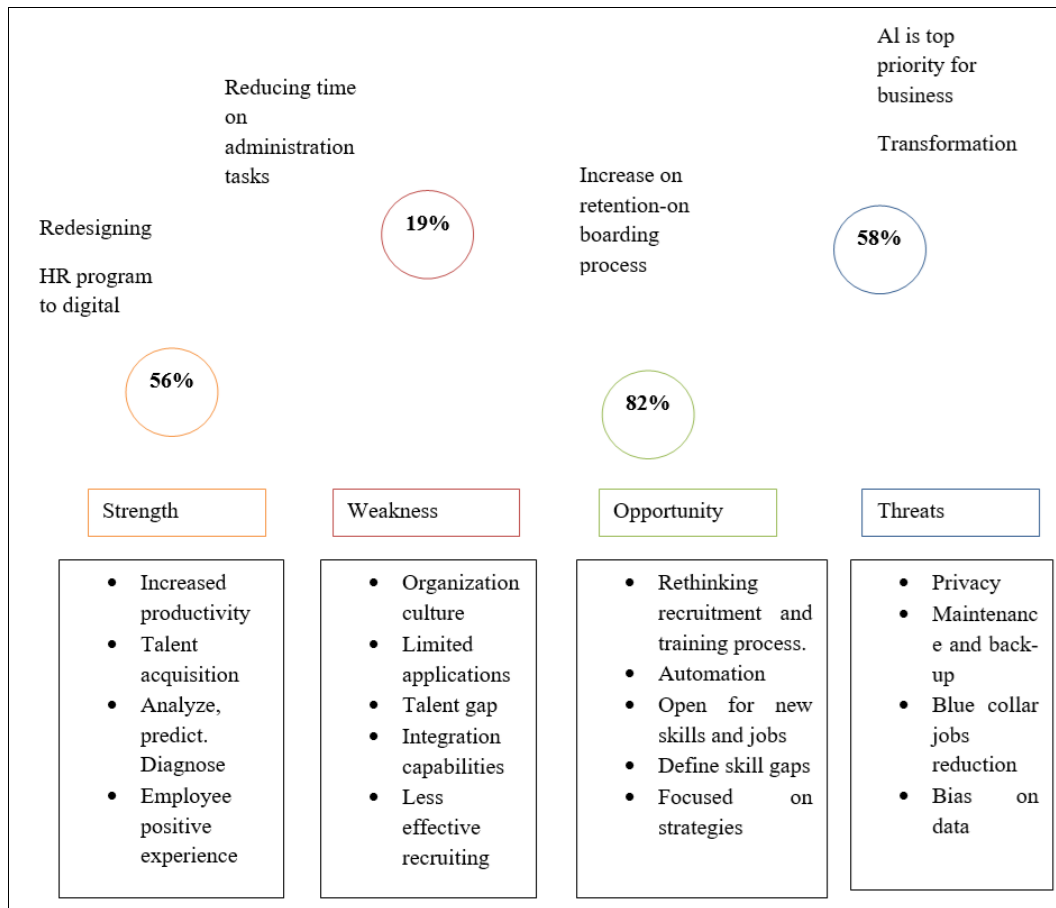 Redesigning
HR program
to digital
56%
Reducing time
on
administration
tasks
19%
Increase on
retention-on
boarding
process
82%
Al is top
priority for
business
Transformation
58%
Strength
• Increased
productivity
• Talent
acquisition
• Analyze,
predict.
Diagnose
• Employee
positive
experience
Weakness
• Organization
culture
• Limited
applications
• Talent gap
• Integration
capabilities
• Less
effective
recruiting
Opportunity
• Rethinking
recruitment and
training process.
• Automation
• Open for new
skills and jobs
• Define skill gaps
• Focused on
strategies
Threats
• Privacy
• Maintenanc
e and back-
up
• Blue collar
jobs
reduction
• Bias on
data